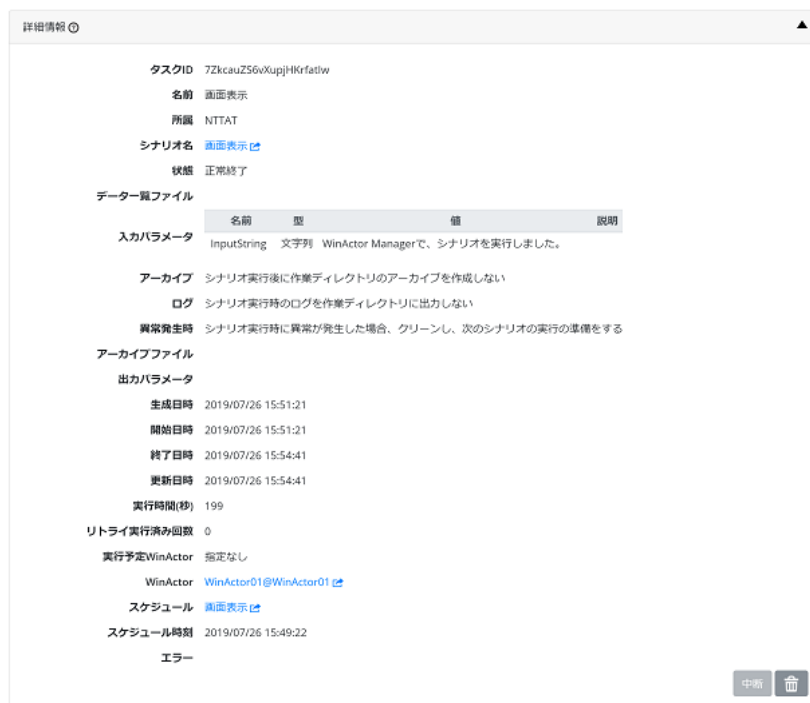 詳細情報 ?
タスクID 7ZkcauZS6vXupjHKrfatIw
名前 画面表示
所属 NTTAT
シナリオ名 画面表示
状態 正常終了
データ一覧ファイル
名前 型 値 説明
入力パラメータ
InputString 文字列 WinActor Managerで、シナリオを実行しました。
アーカイブ シナリオ実行後に作業ディレクトリのアーカイブを作成しない
ログ シナリオ実行時のログを作業ディレクトリに出力しない
異常発生時 シナリオ実行時に異常が発生した場合、クリーンし、次のシナリオの実行の準備をする
アーカイブファイル
出力パラメータ
生成日時 2019/07/26 15:51:21
開始日時 2019/07/26 15:51:21
終了日時 2019/07/26 15:54:41
更新日時 2019/07/26 15:54:41
実行時間(秒) 199
リトライ実行済み回数 0
実行予定WinActor 指定なし
WinActor WinActor01@WinActor01
スケジュール 画面表示
スケジュール時刻 2019/07/26 15:49:22
エラー
中断